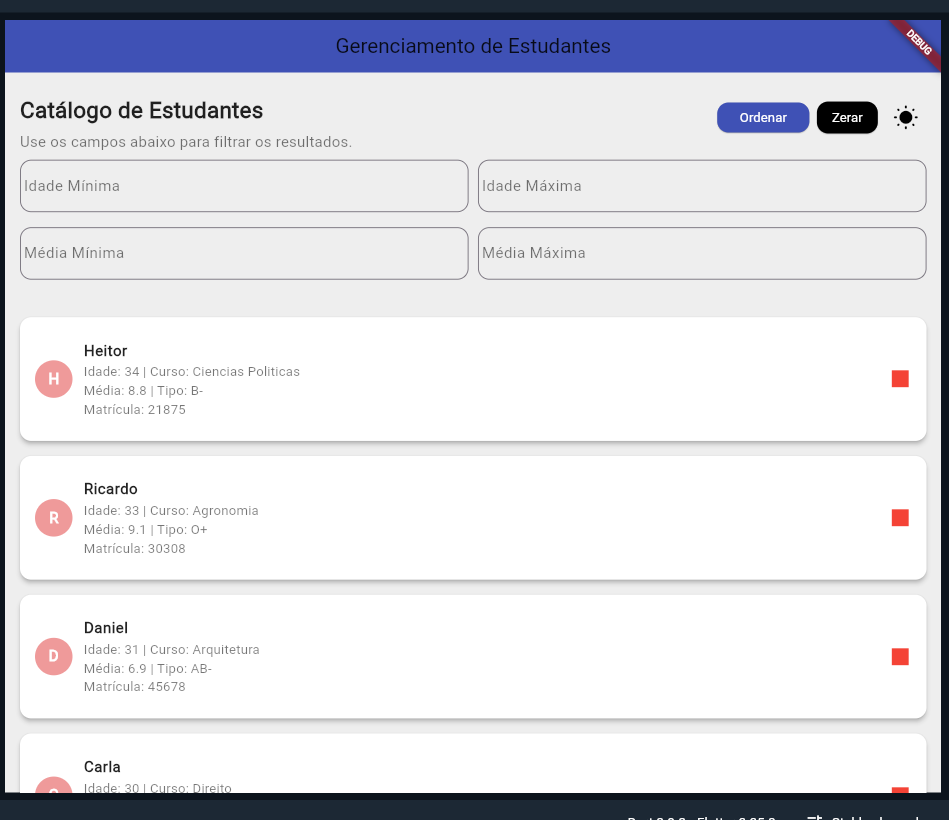 Gerenciamento de Estudantes
DEBUG
Catálogo de Estudantes
Ordenar
Zerar
Use os campos abaixo para filtrar os resultados.
Idade Mínima
Idade Máxima
Média Mínima
Média Máxima
Heitor
H
Idade: 34 | Curso: Ciencias Politicas
Média: 8.8 | Tipo: B-
Matrícula: 21875
Ricardo
R
Idade: 33 | Curso: Agronomia
Média: 9.1 | Tipo: O+
Matrícula: 30308
Daniel
D
Idade: 31 | Curso: Arquitetura
Média: 6.9 | Tipo: AB-
Matrícula: 45678
Carla
Idade: 30 | Curso: Direito